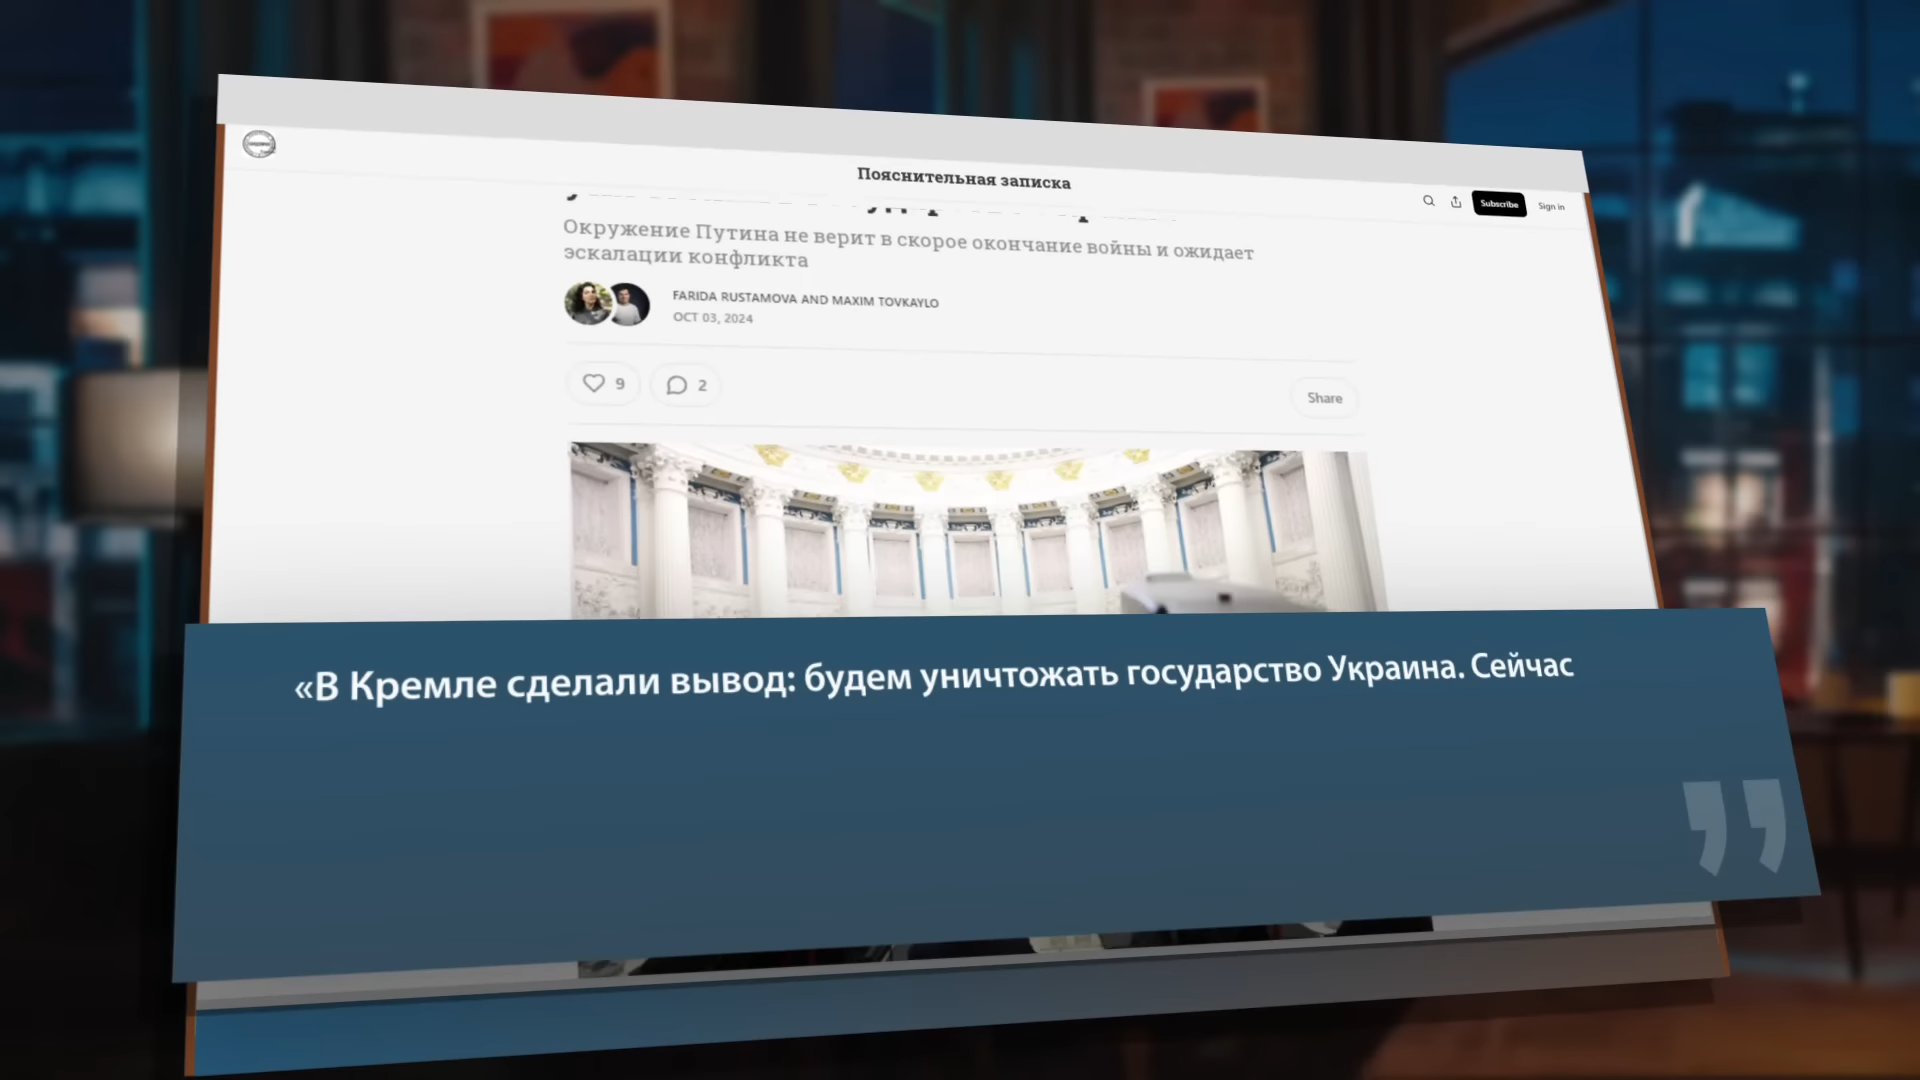 Пояснительная записка
Subscribe
Sign in
Окружение Путина не верит в скорое окончание войны и ожидает
эскалации конфликта
FARIDA RUSTAMOVA AND MAXIM TOVKAYLO
OCT 03, 2024
9
2
Share
«В Кремле сделали вывод: будем уничтожать государство Украина. Сейчас